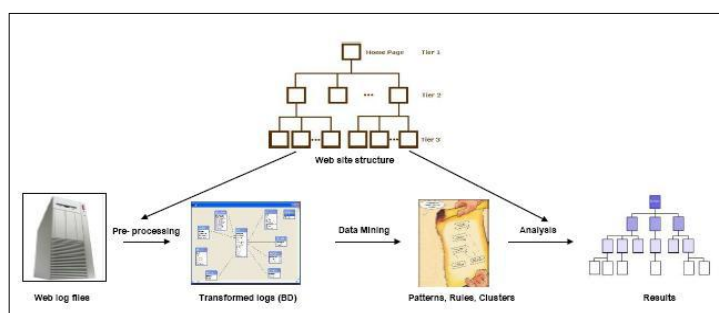 Home Page Tier 1
Tier 2
...
Tier 3
... ...
Web site structure
Pre- processing
Data Mining
Analysis
Web log files
Transformed logs (BD)
Patterns, Rules, Clusters
Results